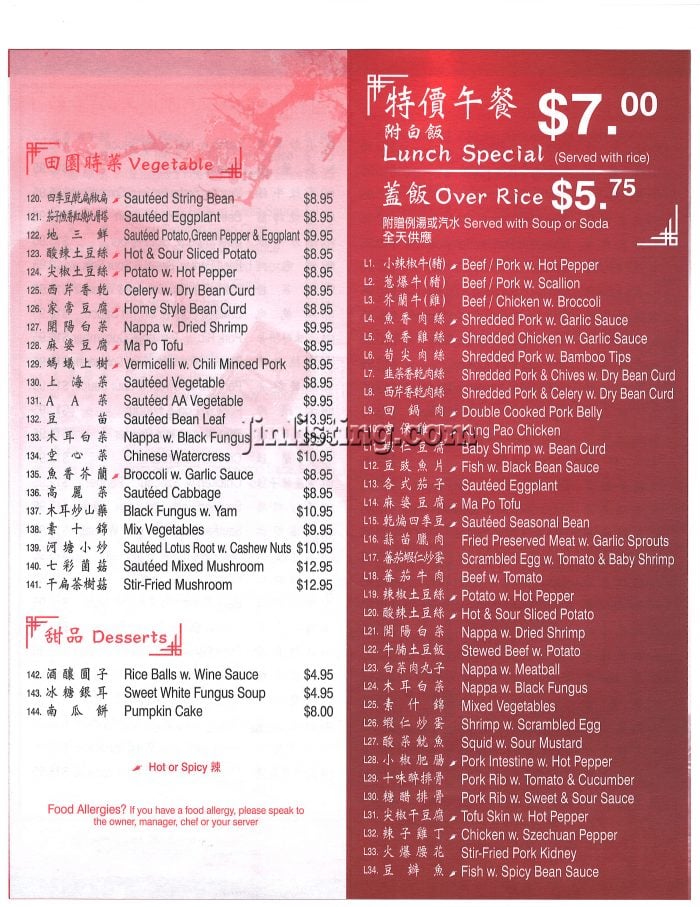 田園時菜 Vegetable
120. 四季豆/乾扁椒扁 Sautéed String Bean $8.95
121. Sautéed Eggplant $8.95
122. 地三鮮 Sautéed Potato,Green Pepper & Eggplant $9.95
123. 酸辣土豆絲 Hot & Sour Sliced Potato $8.95
124. 尖椒土豆絲 Potato w. Hot Pepper $8.95
125. 西芹香乾 Celery w. Dry Bean Curd $8.95
126. 家常豆腐 Home Style Bean Curd $8.95
127. 開陽白菜 Nappa w. Dried Shrimp $9.95
128. 麻婆豆腐 Ma Po Tofu $8.95
129. 螞蟻上樹 Vermicelli w. Chili Minced Pork $8.95
130. 上海菜 Sautéed Vegetable $8.95
131. A A 菜 Sautéed AA Vegetable $9.95
132. 豆苗 Sautéed Bean Leaf $13.95
133. 木耳白菜 Nappa w. Black Fungus $8.95
134. 空心菜 Chinese Watercress $10.95
135. 魚香芥蘭 Broccoli w. Garlic Sauce $8.95
136. 高麗菜 Sautéed Cabbage $8.95
137. 木耳炒山藥 Black Fungus w. Yam $10.95
138. 素十錦 Mix Vegetables $9.95
139. 河塘小炒 Sautéed Lotus Root w. Cashew Nuts $10.95
140. 七彩菌菇 Sautéed Mixed Mushroom $12.95
141. 干扁茶樹菇 Stir-Fried Mushroom $12.95
甜品 Desserts
142. 酒釀圓子 Rice Balls w. Wine Sauce $4.95
143. 冰糖銀耳 Sweet White Fungus Soup $4.95
144. 南瓜餅 Pumpkin Cake $8.00
Hot or Spicy 辣
Food Allergies? If you have a food allergy, please speak to
the owner, manager, chef or your server
特價午餐 $7.00
附白飯
Lunch Special (Served with rice)
蓋飯 Over Rice $5.75
附贈例湯或汽水 Served with Soup or Soda
全天供應
L1. 小辣椒牛(豬) Beef / Pork w. Hot Pepper
L2. 蔥爆牛(豬) Beef / Pork w. Scallion
L3. 芥蘭牛(雞) Beef / Chicken w. Broccoli
L4. 魚香肉絲 Shredded Pork w. Garlic Sauce
L5. 魚香雞絲 Shredded Chicken w. Garlic Sauce
L6. 筍尖肉絲 Shredded Pork w. Bamboo Tips
L7. 韮菜香乾肉絲 Shredded Pork & Chives w. Dry Bean Curd
L8. 西芹香乾肉絲 Shredded Pork & Celery w. Dry Bean Curd
L9. 回鍋肉 Double Cooked Pork Belly
L10. 宮保雞丁 Kung Pao Chicken
L11. 蝦仁豆腐 Baby Shrimp w. Bean Curd
L12. 豆豉魚片 Fish w. Black Bean Sauce
L13. 各式茄子 Sautéed Eggplant
L14. 麻婆豆腐 Ma Po Tofu
L15. 乾煸四季豆 Sautéed Seasonal Bean
L16. 蒜苗臘肉 Fried Preserved Meat w. Garlic Sprouts
L17. 蕃茄蝦仁炒蛋 Scrambled Egg w. Tomato & Baby Shrimp
L18. 蕃茄牛肉 Beef w. Tomato
L19. 辣椒土豆絲 Potato w. Hot Pepper
L20. 酸辣土豆絲 Hot & Sour Sliced Potato
L21. 開陽白菜 Nappa w. Dried Shrimp
L22. 牛腩土豆飯 Stewed Beef w. Potato
L23. 白菜肉丸子 Nappa w. Meatball
L24. 木耳白菜 Nappa w. Black Fungus
L25. 素什錦 Mixed Vegetables
L26. 蝦仁炒蛋 Shrimp w. Scrambled Egg
L27. 酸菜魷魚 Squid w. Sour Mustard
L28. 小椒肥腸 Pork Intestine w. Hot Pepper
L29. 十味醉排骨 Pork Rib w. Tomato & Cucumber
L30. 糖醋排骨 Pork Rib w. Sweet & Sour Sauce
L31. 尖椒干豆腐 Tofu Skin w. Hot Pepper
L32. 辣子雞丁 Chicken w. Szechuan Pepper
L33. 火爆腰花 Stir-Fried Pork Kidney
L34. 豆瓣魚 Fish w. Spicy Bean Sauce
jinlisting.com